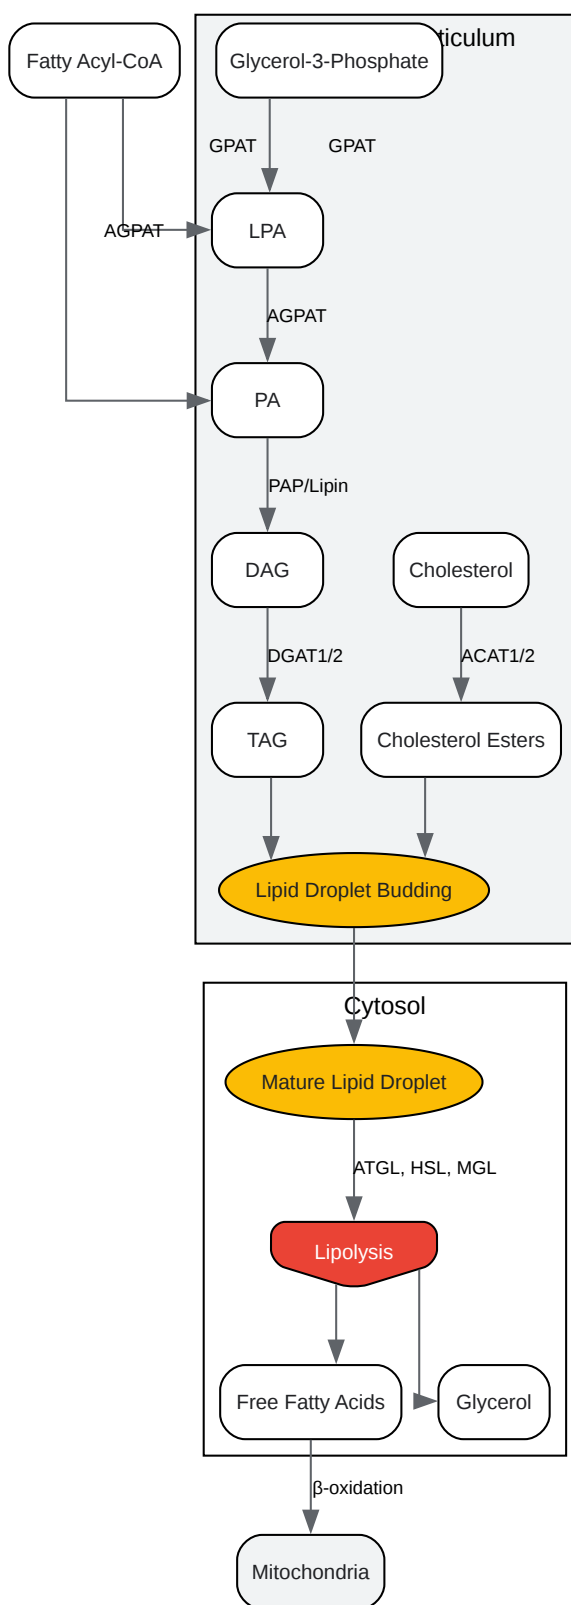 Fatty Acyl-CoA
Glycerol-3-Phosphate
GPAT
GPAT
LPA
AGPAT
AGPAT
PA
PAP/Lipin
DAG
Cholesterol
DGAT1/2
ACAT1/2
TAG
Cholesterol Esters
Lipid Droplet Budding
Cytosol
Mature Lipid Droplet
ATGL, HSL, MGL
Lipolysis
Free Fatty Acids
Glycerol
β-oxidation
Mitochondria